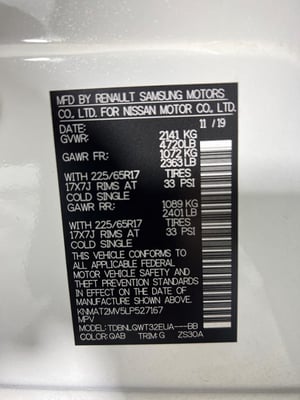 MFD BY RENAULT SAMSUNG MOTORS
CO., LTD. FOR NISSAN MOTOR CO., LTD.
DATE: 11 / 19
GVWR: 2141 KG
4720LB
GAWR FR: 1072 KG
2363LB
WITH 225/65R17 TIRES
17X7J RIMS AT 33 PSI
COLD SINGLE
GAWR RR: 1089 KG
2401 LB
WITH 225/65R17 TIRES
17X7J RIMS AT 33 PSI
COLD SINGLE
THIS VEHICLE CONFORMS TO
ALL APPLICABLE FEDERAL
MOTOR VEHICLE SAFETY AND
THEFT PREVENTION STANDARDS
IN EFFECT ON THE DATE OF
MANUFACTURE SHOWN ABOVE.
KNMAT2MV5LP527167
MPV
MODEL: TDBNLQWT32EUA---BB
COLOR: QAB TRIM: G ZS30A